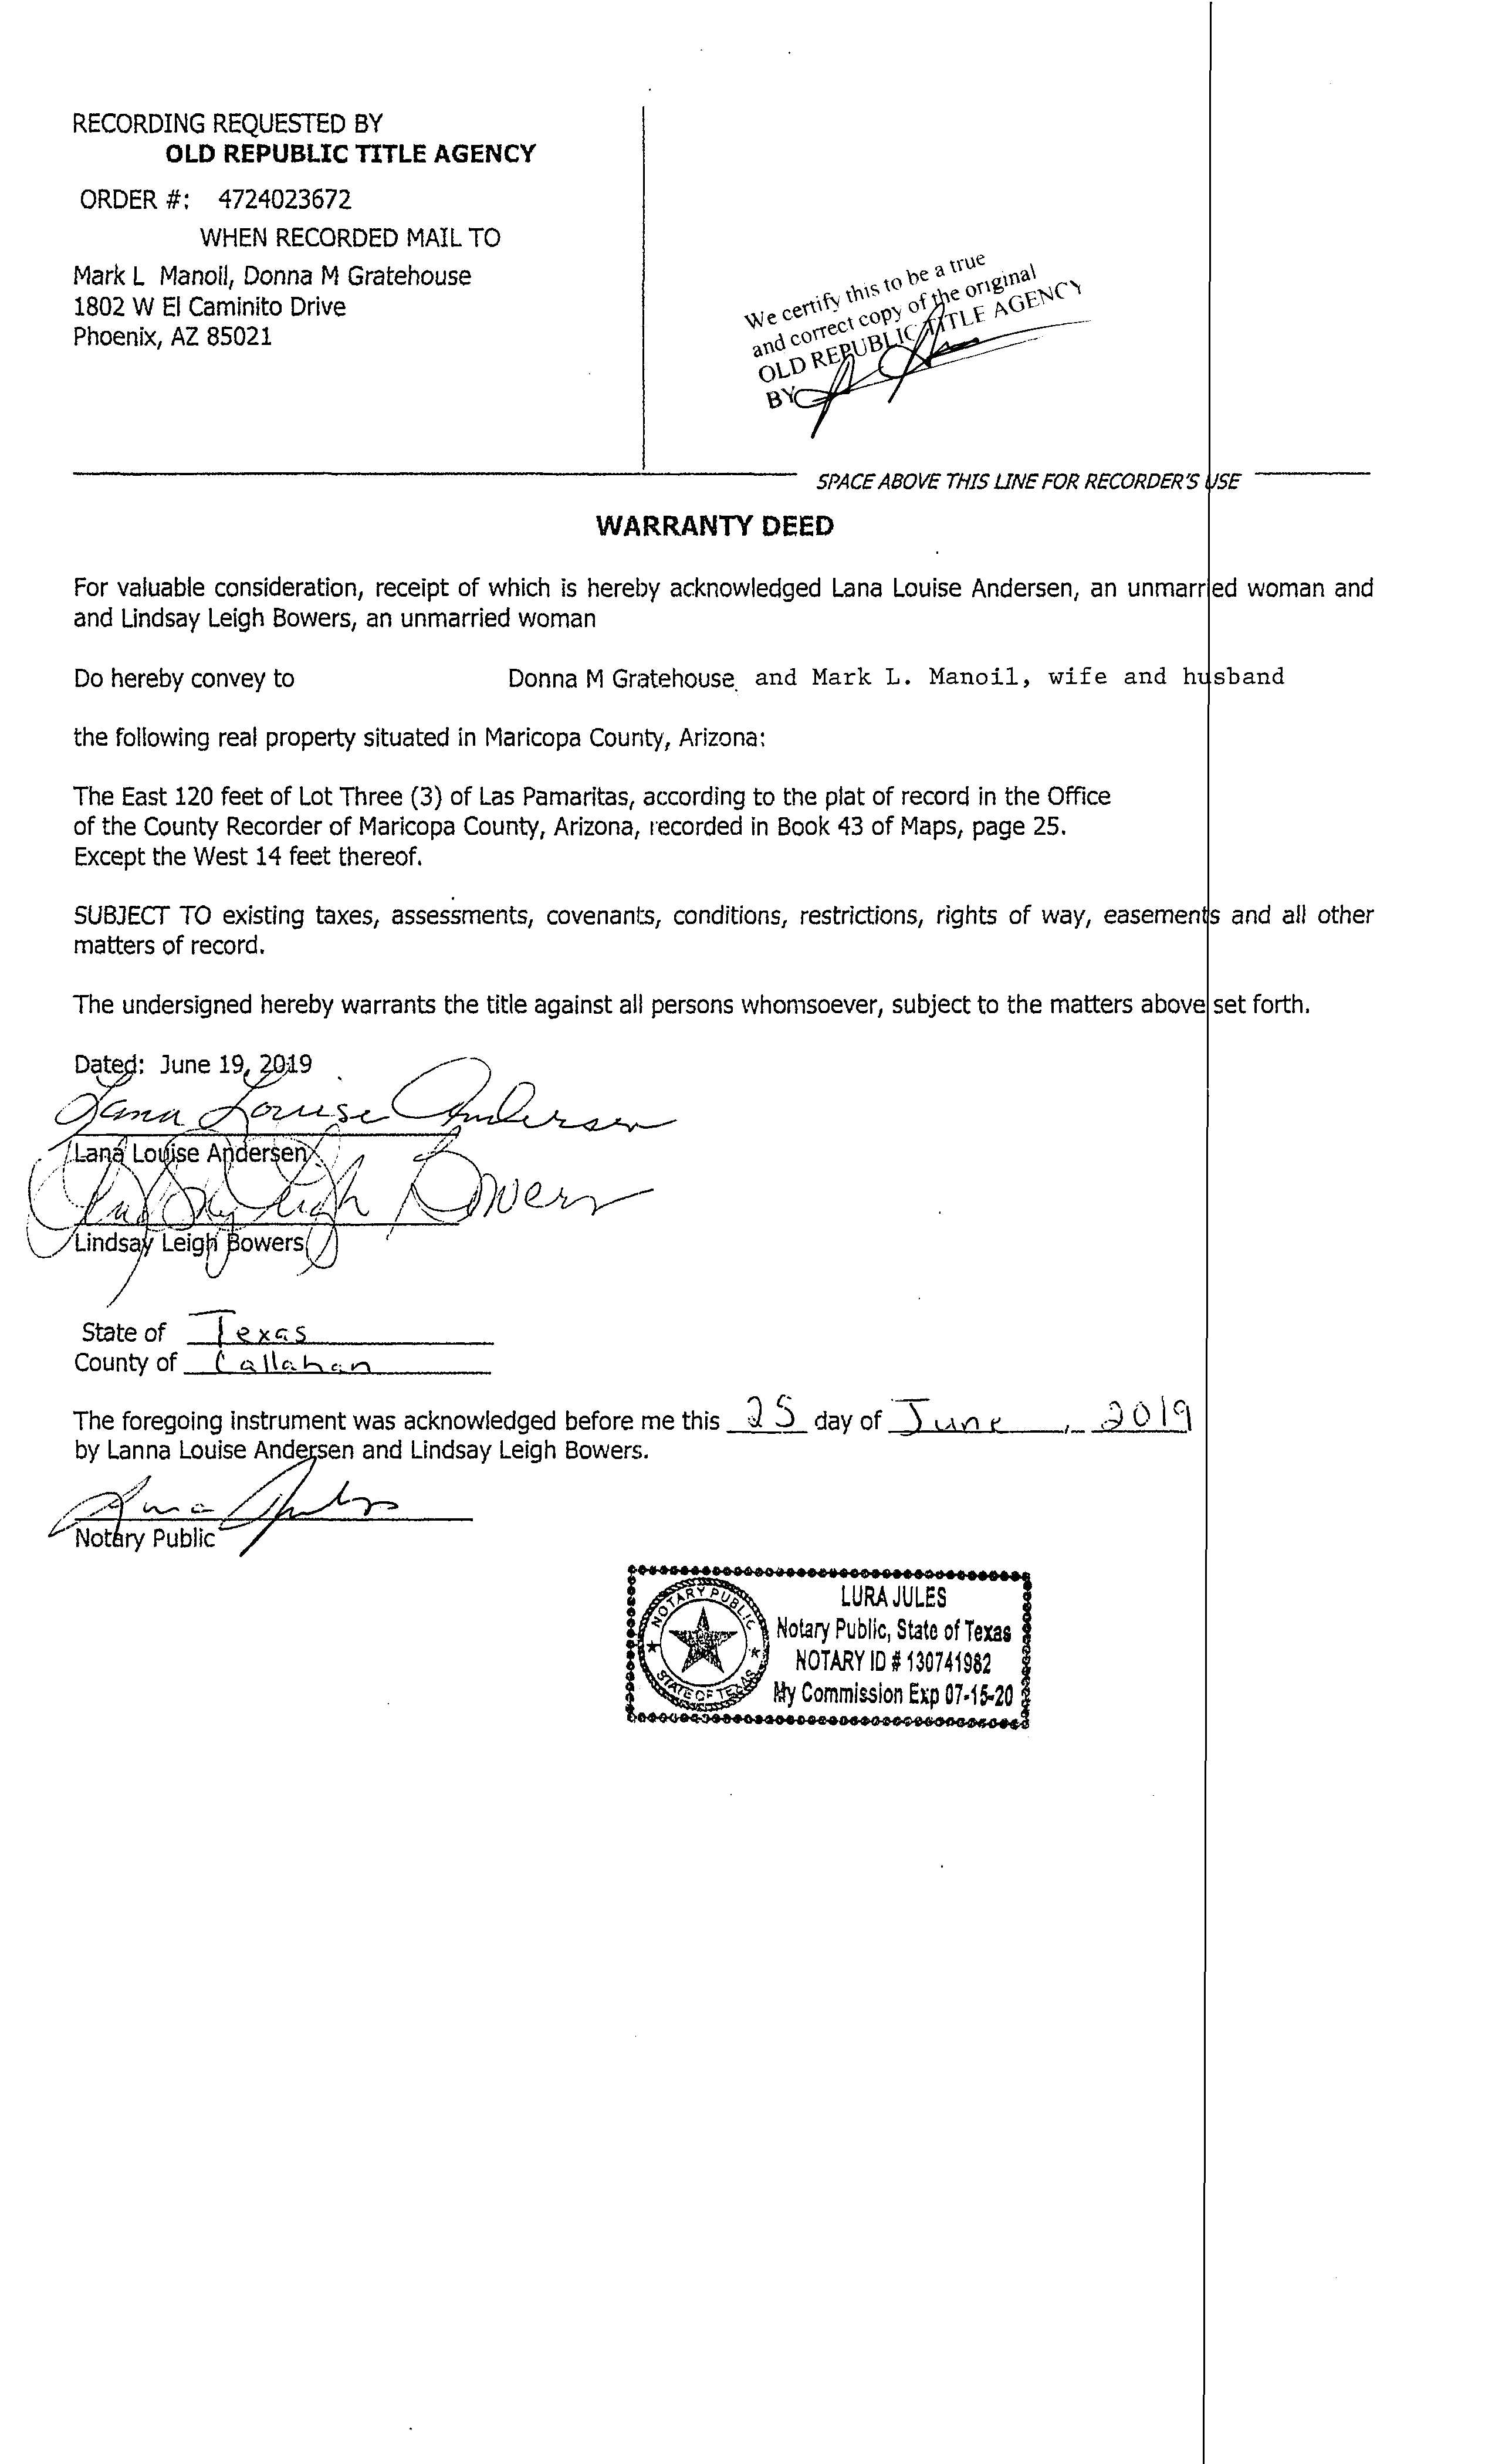 RECORDING REQUESTED BY
OLD REPUBLIC TITLE AGENCY
ORDER #: 4724023672
WHEN RECORDED MAIL TO
Mark L Manoil, Donna M Gratehouse
1802 W El Caminito Drive
Phoenix, AZ 85021
We certify this to be a true
and correct copy of the original
OLD REPUBLIC TITLE AGENCY
BY
SPACE ABOVE THIS LINE FOR RECORDER'S USE
WARRANTY DEED
For valuable consideration, receipt of which is hereby acknowledged Lana Louise Andersen, an unmarried woman and
and Lindsay Leigh Bowers, an unmarried woman
Do hereby convey to Donna M Gratehouse and Mark L. Manoil, wife and husband
the following real property situated in Maricopa County, Arizona:
The East 120 feet of Lot Three (3) of Las Pamaritas, according to the plat of record in the Office
of the County Recorder of Maricopa County, Arizona, recorded in Book 43 of Maps, page 25.
Except the West 14 feet thereof.
SUBJECT TO existing taxes, assessments, covenants, conditions, restrictions, rights of way, easements and all other
matters of record.
The undersigned hereby warrants the title against all persons whomsoever, subject to the matters above set forth.
Dated: June 19, 2019
Lana Louise Andersen
Lana Louise Andersen
Lindsay Leigh Bowers
Lindsay Leigh Bowers
State of Texas
County of Callahan
The foregoing instrument was acknowledged before me this 25 day of June, 2019
by Lanna Louise Andersen and Lindsay Leigh Bowers.
Notary Public
NOTARY PUBLIC
STATE OF TEXAS
LURA JULES
Notary Public, State of Texas
NOTARY ID # 130741982
My Commission Exp 07-15-20